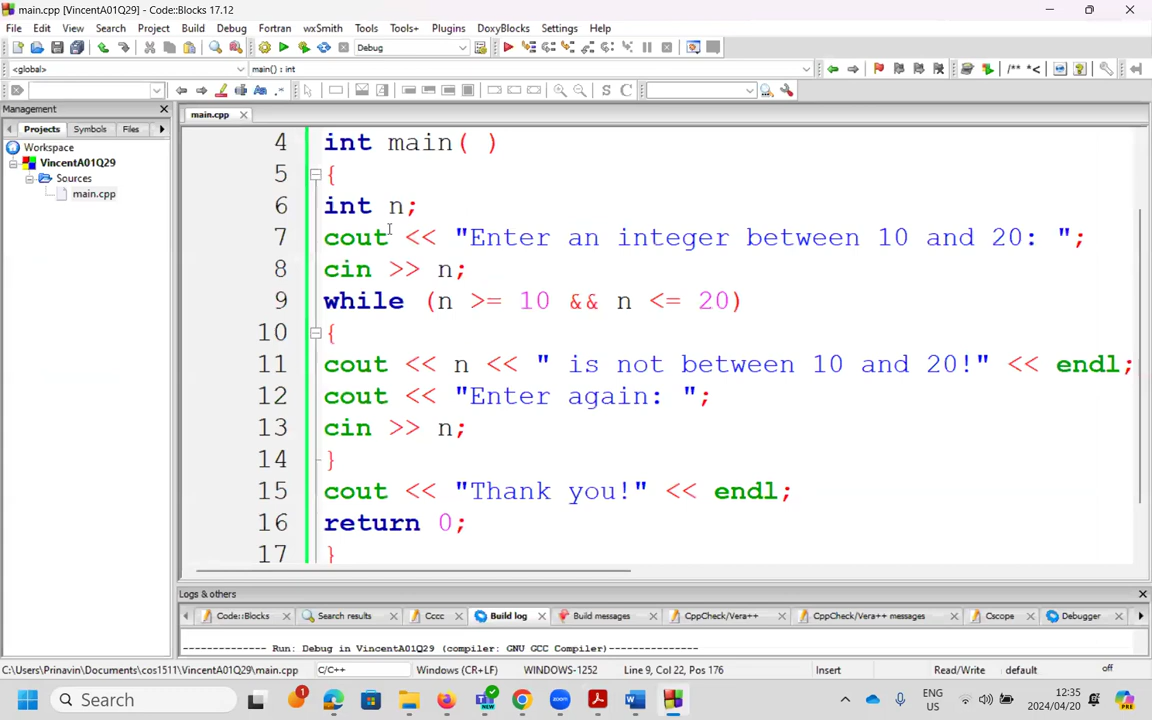 main.cpp [VincentA01Q29] - Code::Blocks 17.12
File Edit View Search Project Build Debug Fortran wxSmith Tools Tools+ Plugins DoxyBlocks Settings Help
Debug
<global> main() : int
/** *<
S C
Management
Projects Symbols Files
main.cpp
Workspace
VincentA01Q29
Sources
main.cpp
4 int main( )
5 {
6 int n;
7 cout << "Enter an integer between 10 and 20: ";
8 cin >> n;
9 while (n >= 10 && n <= 20)
10 {
11 cout << n << " is not between 10 and 20!" << endl;
12 cout << "Enter again: ";
13 cin >> n;
14 }
15 cout << "Thank you!" << endl;
16 return 0;
17 }
Logs & others
Code::Blocks Search results Cccc Build log Build messages CppCheck/Vera++ CppCheck/Vera++ messages Cscope Debugger
-------------- Run: Debug in VincentA01Q29 (compiler: GNU GCC Compiler)---------------
C:\Users\Prinavin\Documents\cos1511\VincentA01Q29\main.cpp C/C++ Windows (CR+LF) WINDOWS-1252 Line 9, Col 22, Pos 176 Insert Read/Write default off
Search 1 ENG US 12:35 2024/04/20 PRE